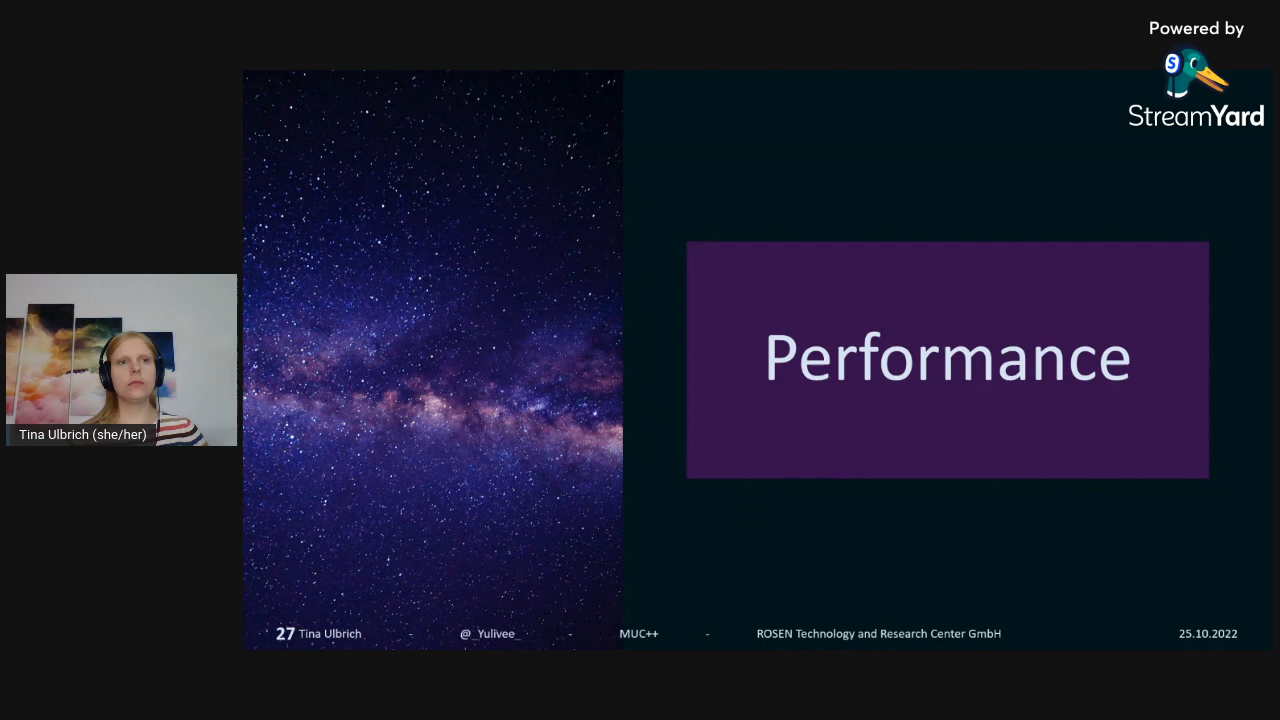 Powered by
StreamYard
Performance
Tina Ulbrich (she/her)
27 Tina Ulbrich - @_Yulivee_ - MUC++ - ROSEN Technology and Research Center GmbH 25.10.2022